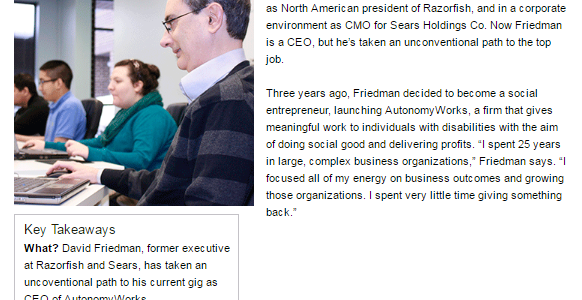 as North American president of Razorfish, and in a corporate
environment as CMO for Sears Holdings Co. Now Friedman
is a CEO, but he’s taken an unconventional path to the top
job.
Three years ago, Friedman decided to become a social
entrepreneur, launching AutonomyWorks, a firm that gives
meaningful work to individuals with disabilities with the aim
of doing social good and delivering profits. “I spent 25 years
in large, complex business organizations,” Friedman says. “I
focused all of my energy on business outcomes and growing
those organizations. I spent very little time giving something
back.”
Key Takeaways
What? David Friedman, former executive
at Razorfish and Sears, has taken an
uncoventional path to his current gig as
CEO of AutonomyWorks